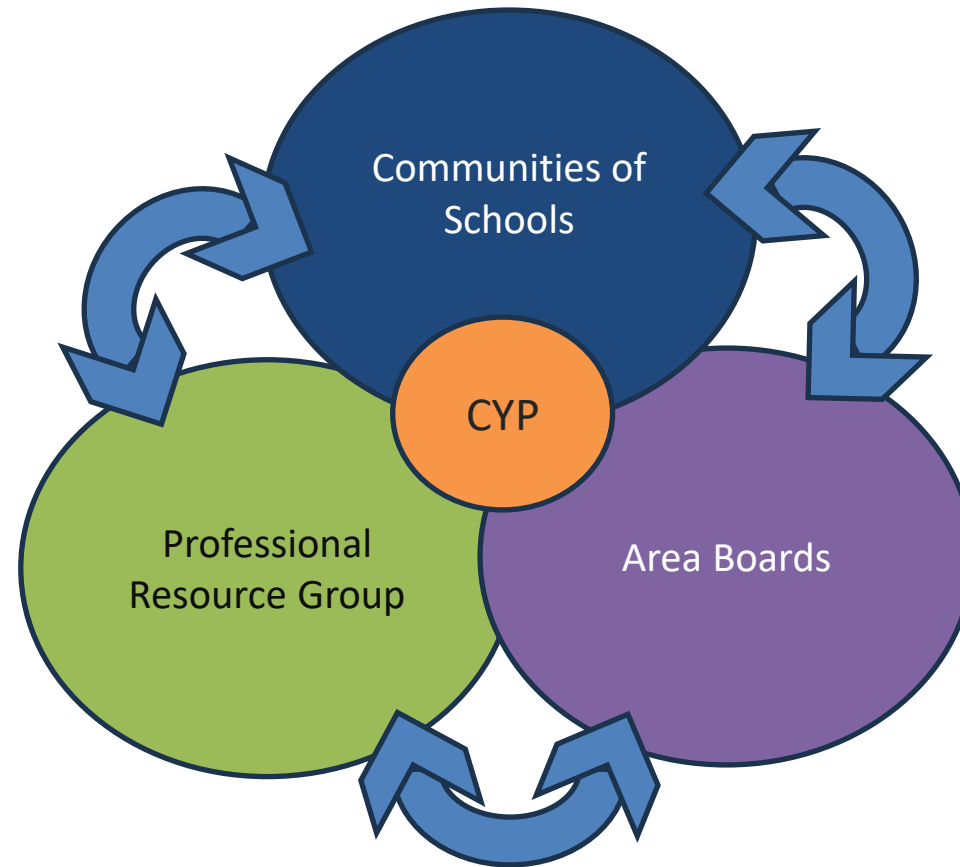 Communities of
Schools
CYP
Professional
Resource Group
Area Boards